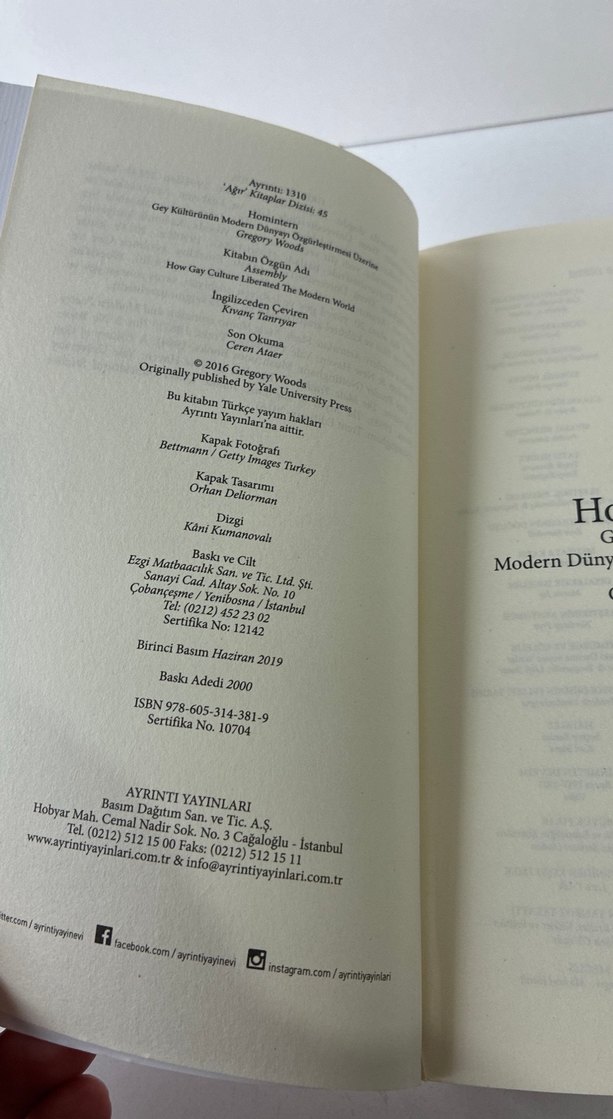 Ayrıntı: 1310
'Ağır' Kitaplar Dizisi: 45
Homintern
Gey Kültürünün Modern Dünyayı Özgürleştirmesi Üzerine
Gregory Woods
Kitabın Özgün Adı
Assembly
How Gay Culture Liberated The Modern World
İngilizceden Çeviren
Kıvanç Tanrıyar
Son Okuma
Ceren Ataer
© 2016 Gregory Woods
Originally published by Yale University Press
Bu kitabın Türkçe yayım hakları
Ayrıntı Yayınları'na aittir.
Kapak Fotoğrafı
Bettmann / Getty Images Turkey
Kapak Tasarımı
Orhan Deliorman
Dizgi
Kâni Kumanovalı
Baskı ve Cilt
Ezgi Matbaacılık San. ve Tic. Ltd. Şti.
Sanayi Cad. Altay Sok. No. 10
Çobançeşme / Yenibosna / İstanbul
Tel: (0212) 452 23 02
Sertifika No: 12142
Birinci Basım Haziran 2019
Baskı Adedi 2000
ISBN 978-605-314-381-9
Sertifika No. 10704
AYRINTI YAYINLARI
Basım Dağıtım San. ve Tic. A.Ş.
Hobyar Mah. Cemal Nadir Sok. No. 3 Cağaloğlu - İstanbul
Tel. (0212) 512 15 00 Faks: (0212) 512 15 11
www.ayrintiyayinlari.com.tr & info@ayrintiyayinlari.com.tr
itter.com / ayrintiyayinevi facebook.com / ayrintiyayinevi instagram.com / ayrintiyayinlari
Ho
G
Modern Düny